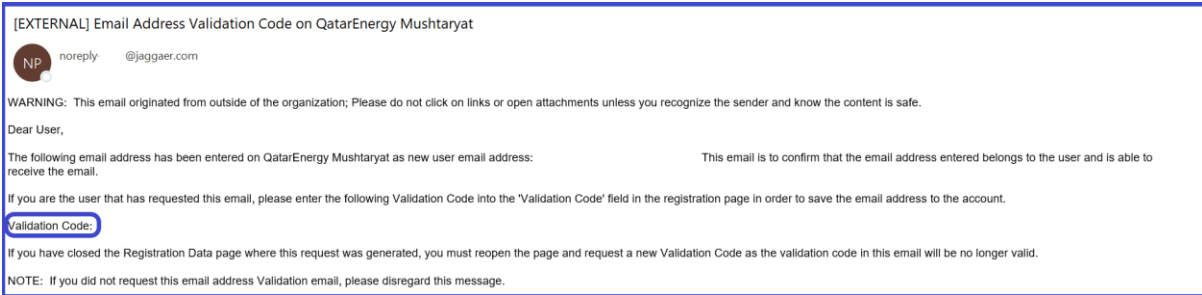 [EXTERNAL] Email Address Validation Code on QatarEnergy Mushtaryat
NP
noreply- @jaggaer.com
WARNING: This email originated from outside of the organization; Please do not click on links or open attachments unless you recognize the sender and know the content is safe.
Dear User,
The following email address has been entered on QatarEnergy Mushtaryat as new user email address: This email is to confirm that the email address entered belongs to the user and is able to
receive the email.
If you are the user that has requested this email, please enter the following Validation Code into the 'Validation Code' field in the registration page in order to save the email address to the account.
Validation Code:
If you have closed the Registration Data page where this request was generated, you must reopen the page and request a new Validation Code as the validation code in this email will be no longer valid.
NOTE: If you did not request this email address Validation email, please disregard this message.